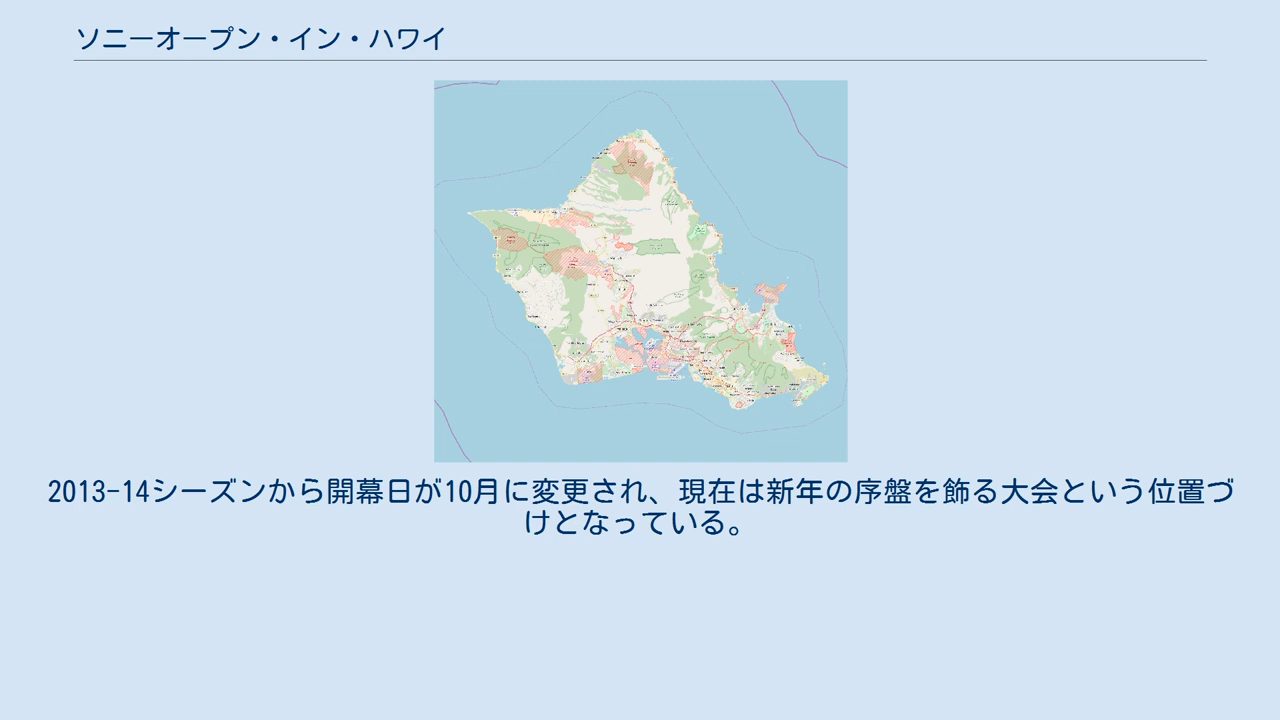 ソニーオープン・イン・ハワイ
2013-14シーズンから開幕日が10月に変更され、現在は新年の序盤を飾る大会という位置づ
けとなっている。